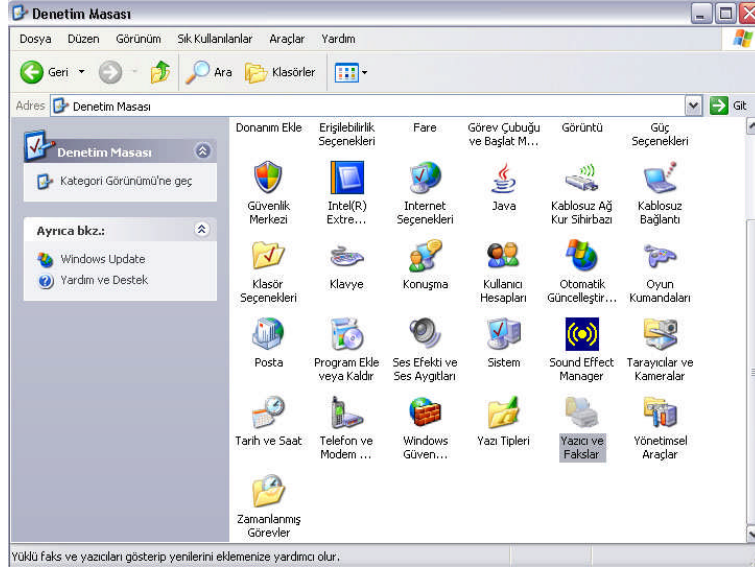 Denetim Masası
Dosya Düzen Görünüm Sık Kullanılanlar Araçlar Yardım
Geri Ara Klasörler
Adres Denetim Masası Git
Denetim Masası
Kategori Görünümü'ne geç
Ayrıca bkz.:
Windows Update
Yardım ve Destek
Donanım Ekle Erişilebilirlik Fare Görev Çubuğu Görüntü Güç
Seçenekleri ve Başlat M... Seçenekleri
Güvenlik Intel(R) Internet Java Kablosuz Ağ Kablosuz
Merkezi Extre... Seçenekleri Kur Sihirbazı Bağlantı
Klasör Klavye Konuşma Kullanıcı Otomatik Oyun
Seçenekleri Hesapları Güncelleştir... Kumandaları
Posta Program Ekle Ses Efekti ve Sistem Sound Effect Tarayıcılar ve
veya Kaldır Ses Aygıtları Manager Kameralar
Tarih ve Saat Telefon ve Windows Yazı Tipleri Yazıcı ve Yönetimsel
Modem ... Güven... Fakslar Araçlar
Zamanlanmış
Görevler
Yüklü faks ve yazıcıları gösterip yenilerini eklemenize yardımcı olur.